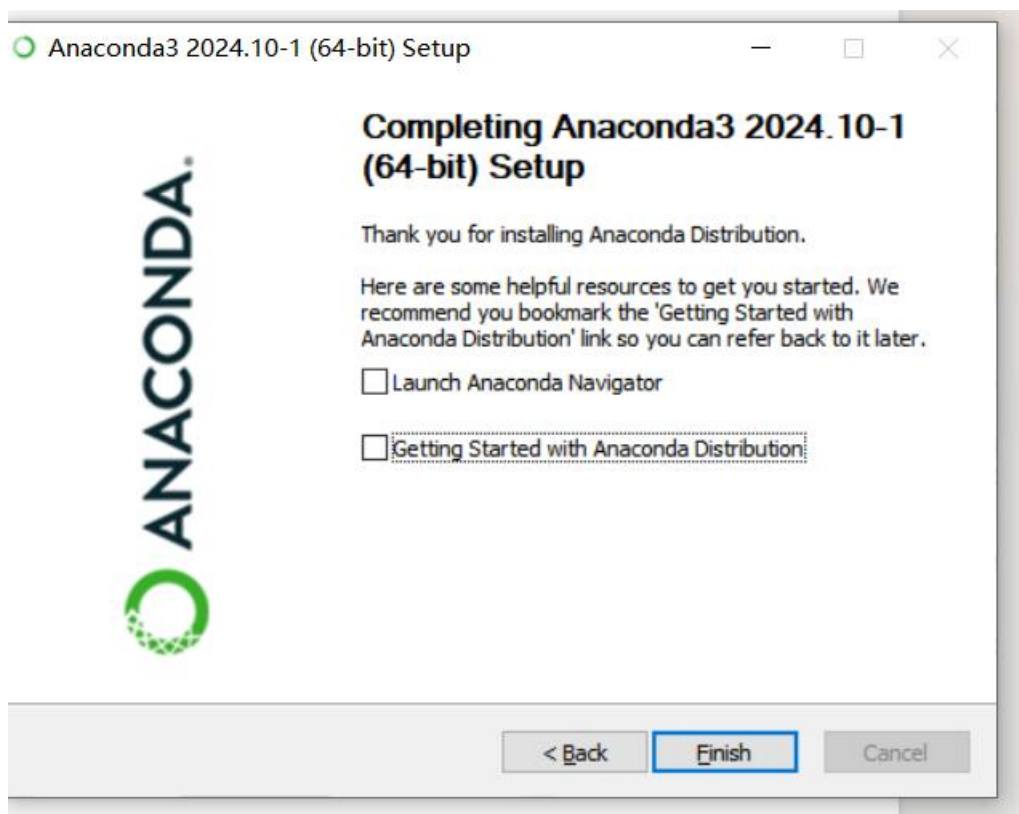 Anaconda3 2024.10-1 (64-bit) Setup
ANACONDA.
Completing Anaconda3 2024.10-1
(64-bit) Setup
Thank you for installing Anaconda Distribution.
Here are some helpful resources to get you started. We
recommend you bookmark the 'Getting Started with
Anaconda Distribution' link so you can refer back to it later.
Launch Anaconda Navigator
Getting Started with Anaconda Distribution
< Back
Finish
Cancel